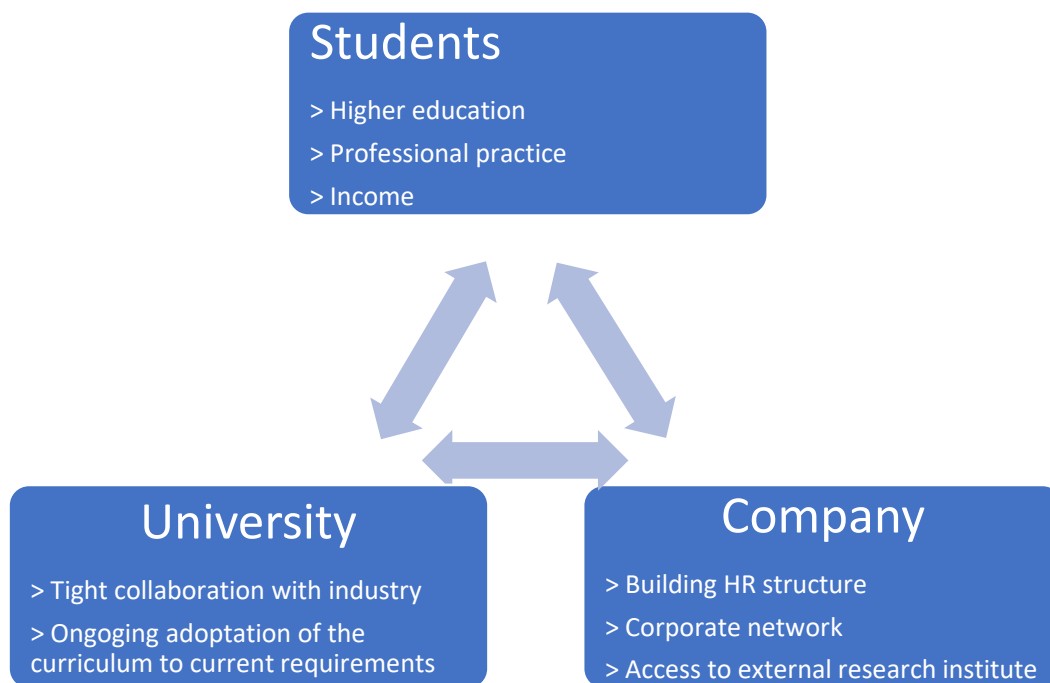 Students
> Higher education
> Professional practice
> Income
University
> Tight collaboration with industry
> Ongoging adoptation of the
curriculum to current requirements
Company
> Building HR structure
> Corporate network
> Access to external research institute